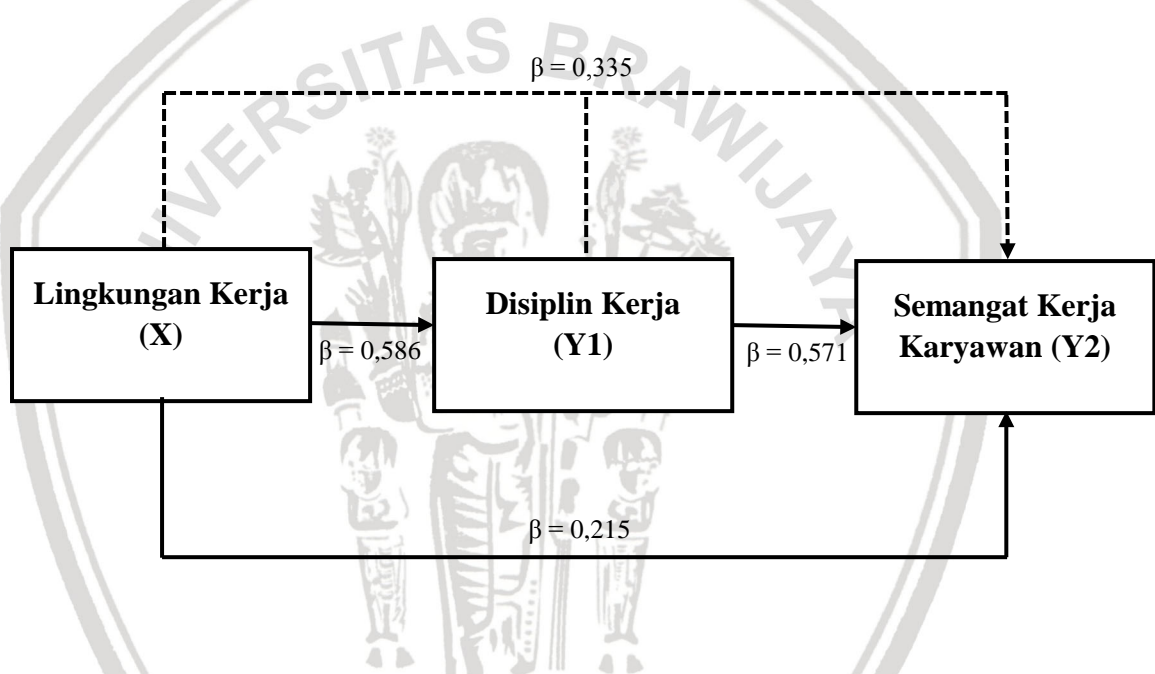 UNIVERSITAS BRAWIJAYA
β = 0,335
Lingkungan Kerja
(X)
β = 0,586
Disiplin Kerja
(Y1)
β = 0,571
Semangat Kerja
Karyawan (Y2)
β = 0,215